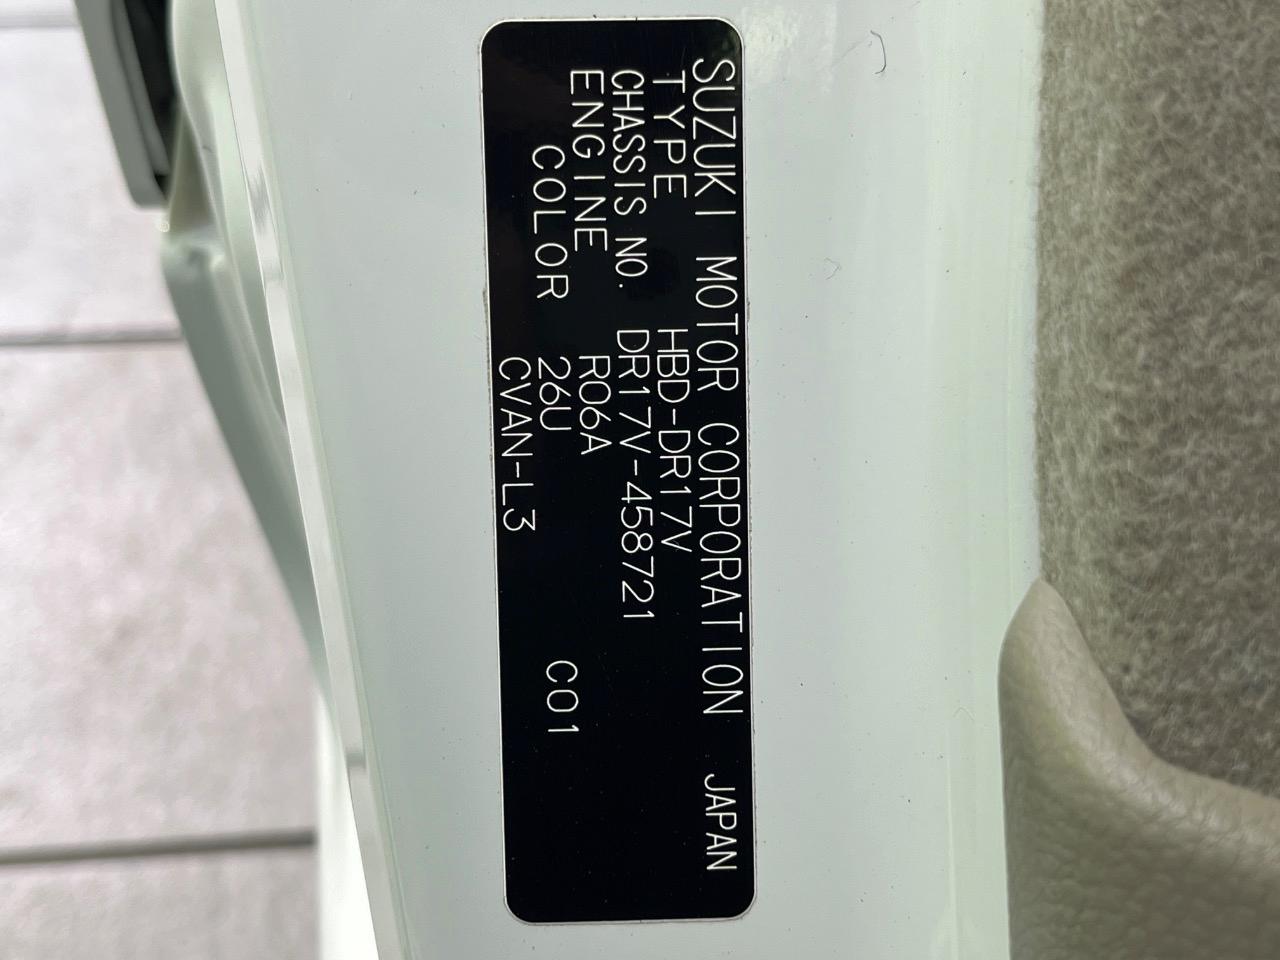 SUZUKI MOTOR CORPORATION JAPAN
TYPE HBD-DR17V
CHASSIS NO. DR17V-458721
ENGINE R06A
COLOR 26U C01
CVAN-L3